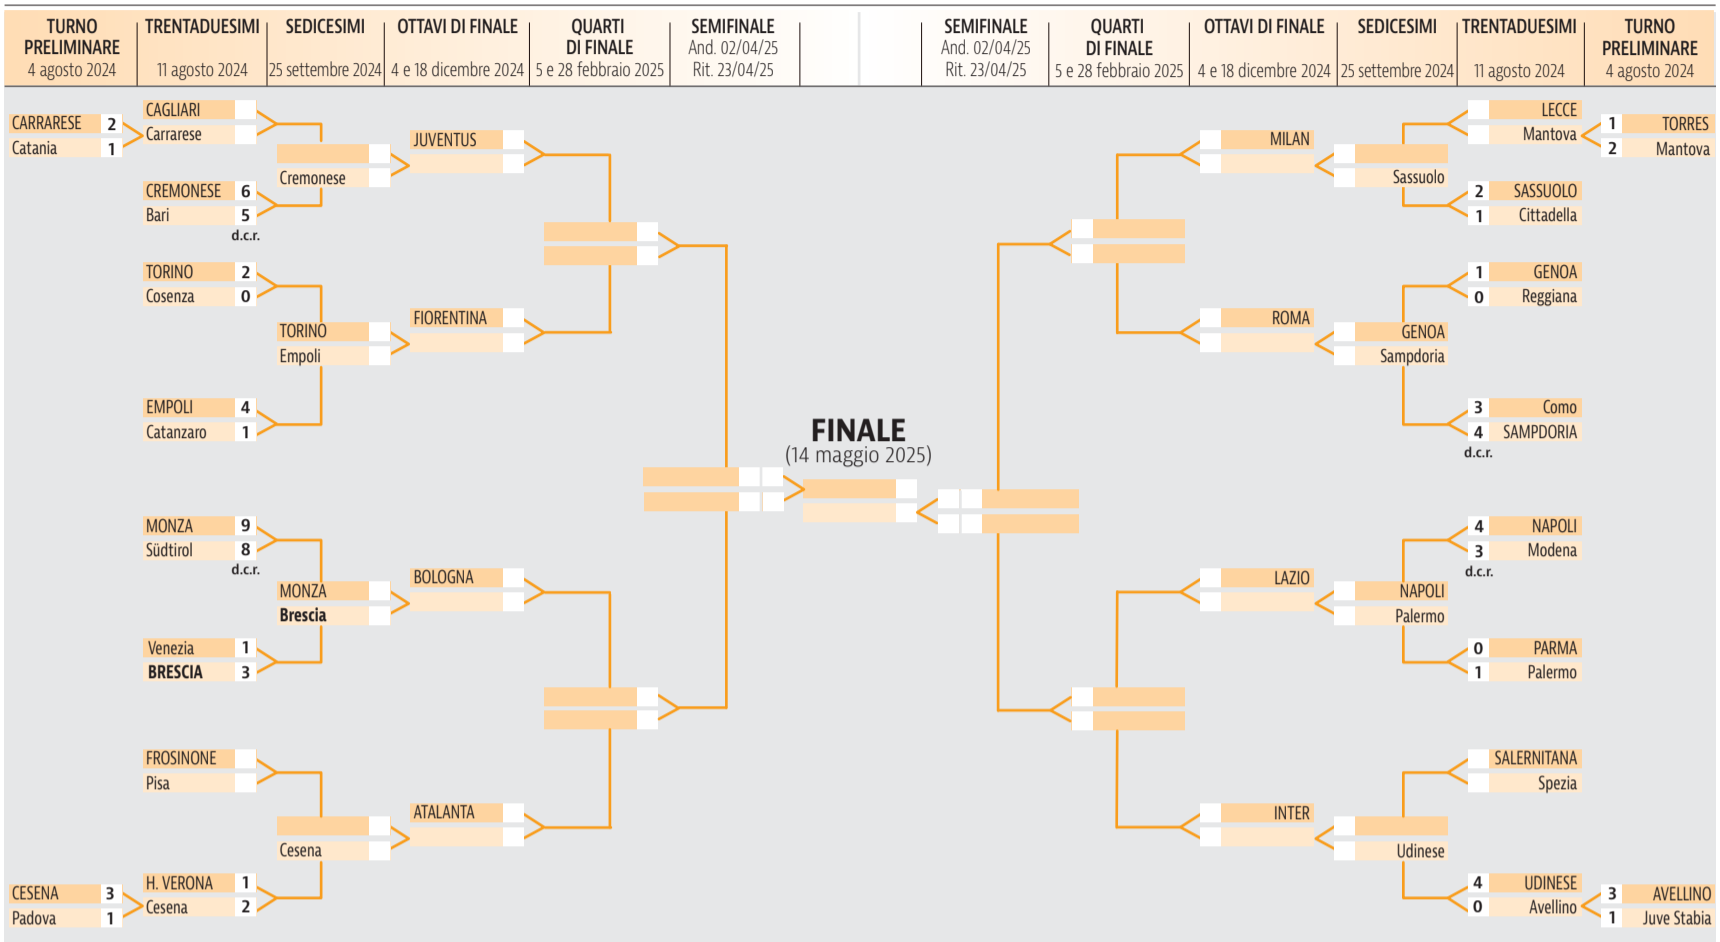 TURNO
PRELIMINARE
4 agosto 2024
TRENTADUESIMI
11 agosto 2024
SEDICESIMI
25 settembre 2024
OTTAVI DI FINALE
4 e 18 dicembre 2024
QUARTI
DI FINALE
5 e 28 febbraio 2025
SEMIFINALE
And. 02/04/25
Rit. 23/04/25
SEMIFINALE
And. 02/04/25
Rit. 23/04/25
QUARTI
DI FINALE
5 e 28 febbraio 2025
OTTAVI DI FINALE
4 e 18 dicembre 2024
SEDICESIMI
25 settembre 2024
TRENTADUESIMI
11 agosto 2024
TURNO
PRELIMINARE
4 agosto 2024
CARRARESE 2
Catania 1
CESENA 3
Padova 1
CAGLIARI
Carrarese
CREMONESE 6
Bari 5
d.c.r.
TORINO 2
Cosenza 0
EMPOLI 4
Catanzaro 1
MONZA 9
Südtirol 8
d.c.r.
Venezia 1
BRESCIA 3
FROSINONE
Pisa
H. VERONA 1
Cesena 2
Cremonese
TORINO
Empoli
MONZA
Brescia
Cesena
JUVENTUS
FIORENTINA
BOLOGNA
ATALANTA
FINALE
(14 maggio 2025)
MILAN
ROMA
LAZIO
INTER
Sassuolo
GENOA
Sampdoria
NAPOLI
Palermo
Udinese
LECCE
Mantova
2 SASSUOLO
1 Cittadella
1 GENOA
0 Reggiana
3 Como
4 SAMPDORIA
d.c.r.
4 NAPOLI
3 Modena
d.c.r.
0 PARMA
1 Palermo
SALERNITANA
Spezia
4 UDINESE
0 Avellino
1 TORRES
2 Mantova
3 AVELLINO
1 Juve Stabia